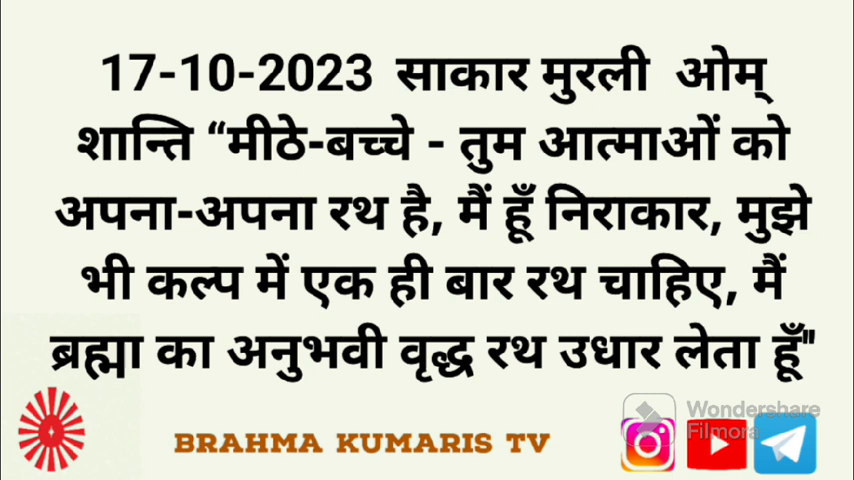 17-10-2023 साकार मुरली ओम्
शान्ति “मीठे-बच्चे - तुम आत्माओं को
अपना-अपना रथ है, मैं हूँ निराकार, मुझे
भी कल्प में एक ही बार रथ चाहिए, मैं
ब्रह्मा का अनुभवी वृद्ध रथ उधार लेता हूँ"
BRAHMA KUMARIS TV
Wondershare
Filmora